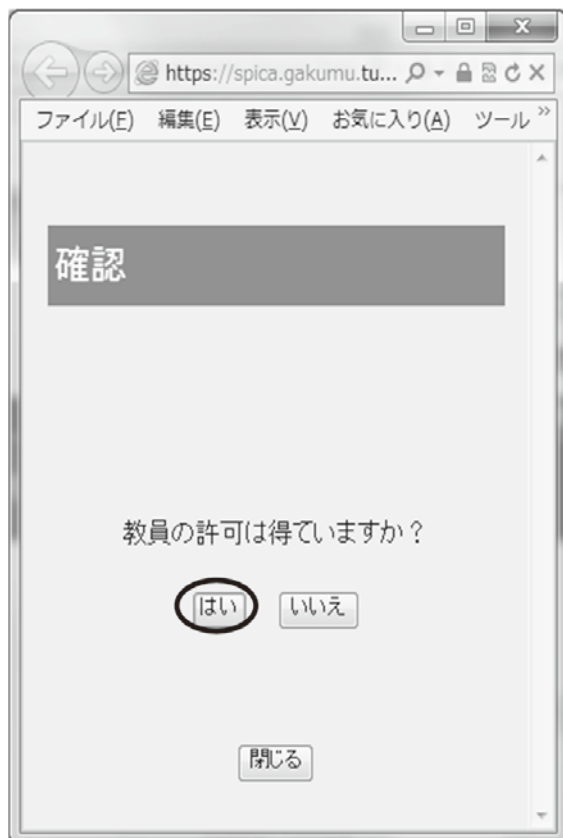 https://spica.gakumu.tu...
ファイル(F) 編集(E) 表示(V) お気に入り(A) ツール »
確認
教員の許可は得ていますか？
はい いいえ
閉じる